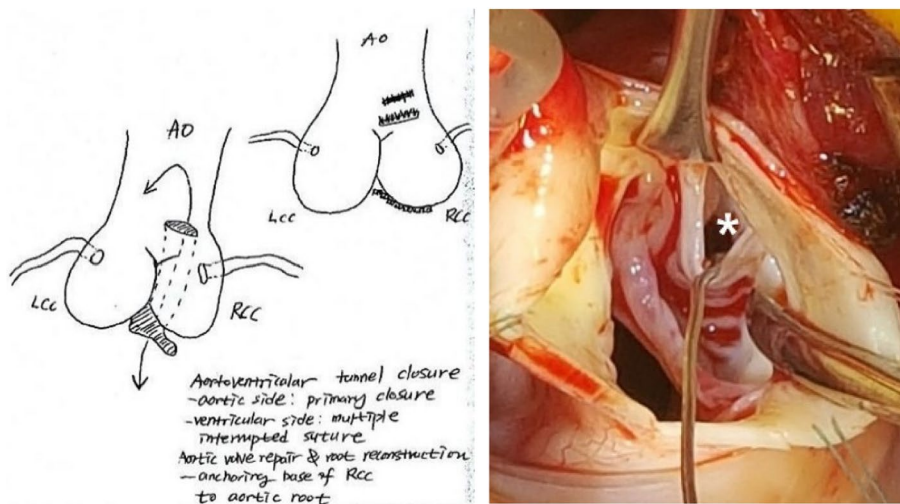 AO
LCC
RCC
AO
LCC
RCC
Aortoventricular tunnel closure
-aortic side: primary closure
-ventricular side: multiple
interrupted suture
Aortic valve repair & root reconstruction
-anchoring base of RCC
to aortic root
*